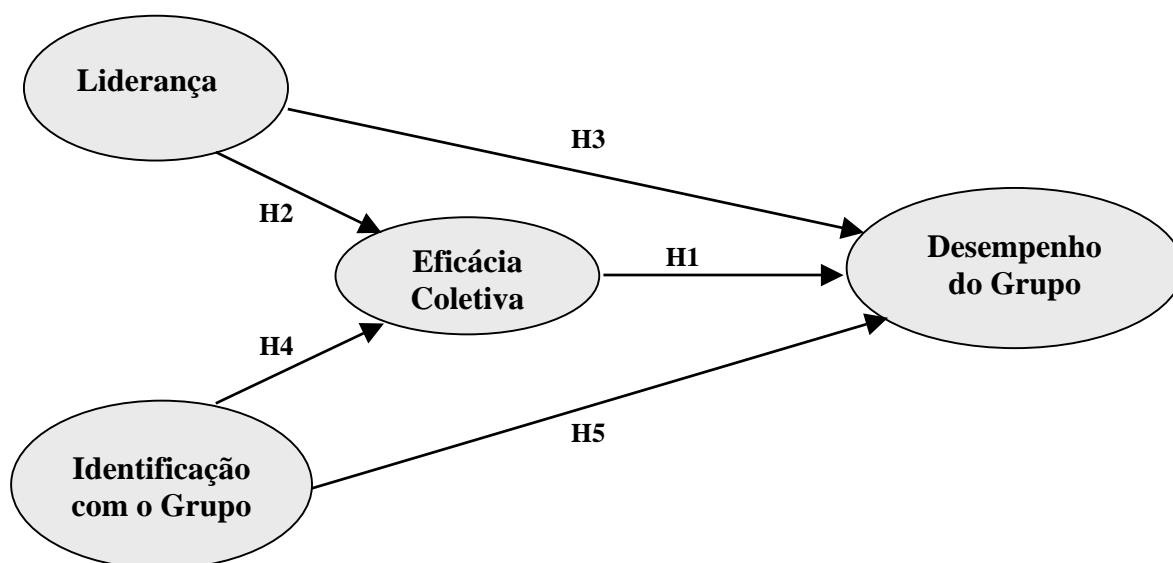 Liderança
H3
H2
Eficácia
Coletiva
H1
Desempenho
do Grupo
H4
H5
Identificação
com o Grupo